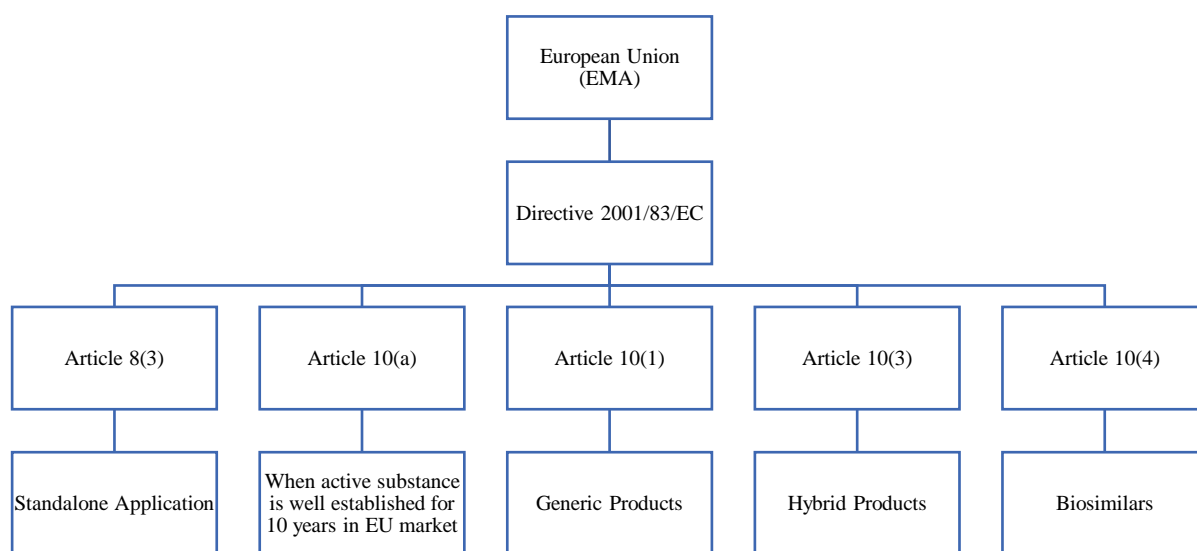 European Union
(EMA)
Directive 2001/83/EC
Article 8(3)
Article 10(a)
Article 10(1)
Article 10(3)
Article 10(4)
Standalone Application
When active substance
is well established for
10 years in EU market
Generic Products
Hybrid Products
Biosimilars